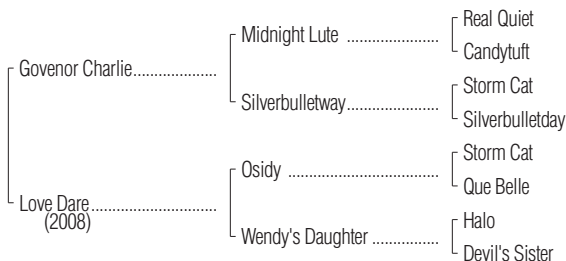 Real Quiet
Midnight Lute ......................
Candytuft
Govenor Charlie....................
Storm Cat
Silverbulletway......................
Silverbulletday
Storm Cat
Osidy ....................................
Que Belle
Love Dare..............................
(2008)
Halo
Wendy's Daughter ................
Devil's Sister